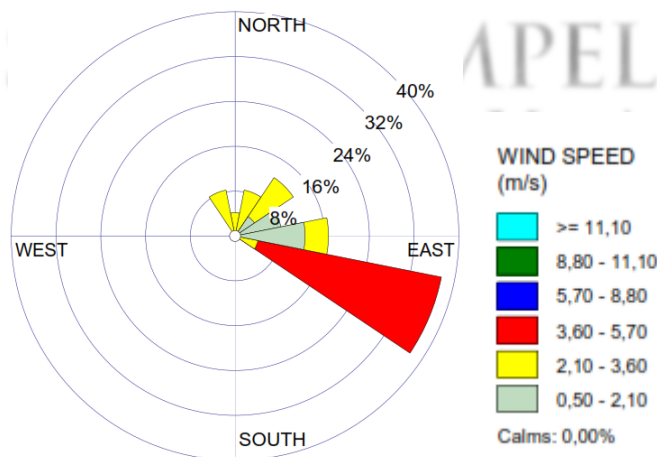 NORTH
MPEL
40%
32%
24%
16%
8%
WEST
EAST
SOUTH
WIND SPEED
(m/s)
>= 11,10
8,80 - 11,10
5,70 - 8,80
3,60 - 5,70
2,10 - 3,60
0,50 - 2,10
Calms: 0,00%